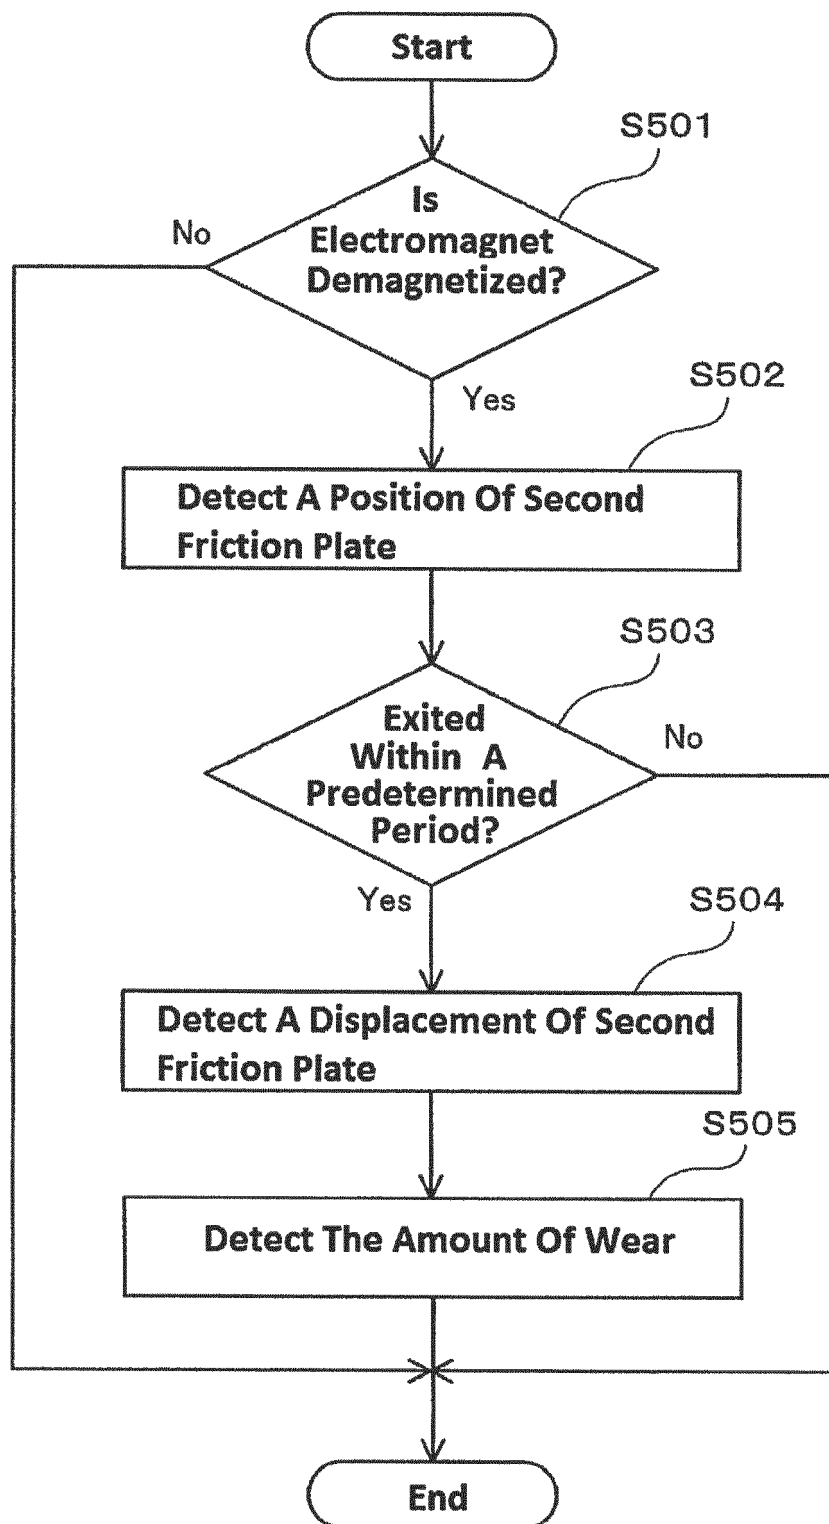 Start
S501
Is
Electromagnet
Demagnetized?
No
Yes
S502
Detect A Position Of Second
Friction Plate
S503
Exited
Within A
Predetermined
Period?
No
Yes
S504
Detect A Displacement Of Second
Friction Plate
S505
Detect The Amount Of Wear
End